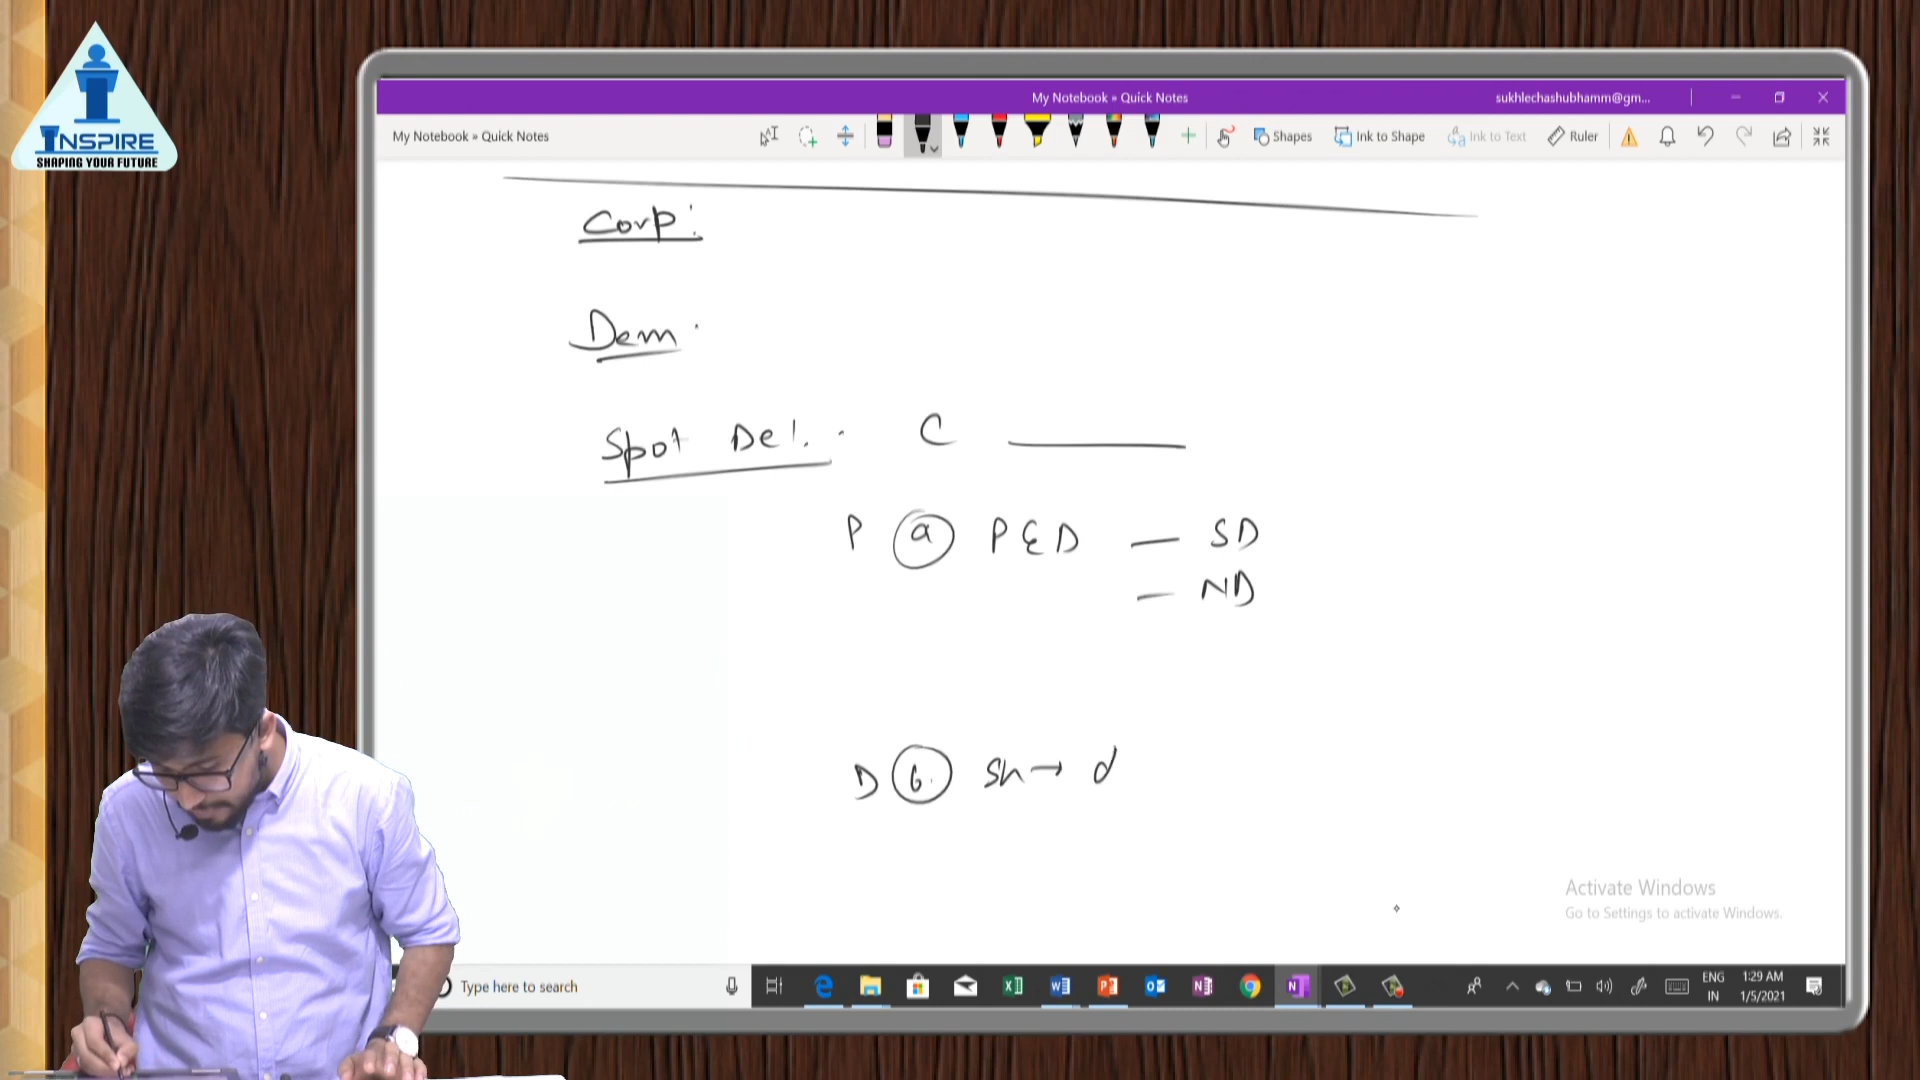 INSPIRE
SHAPING YOUR FUTURE
My Notebook » Quick Notes
sukhlechashubhamm@gm...
My Notebook » Quick Notes
Shapes
Ink to Shape
Ink to Text
Ruler
Corp:
Dem.
Spot Del. . C
P a P & D — SD
— ND
D b. Sh → d
Activate Windows
Go to Settings to activate Windows.
Type here to search
ENG
IN
1:29 AM
1/5/2021